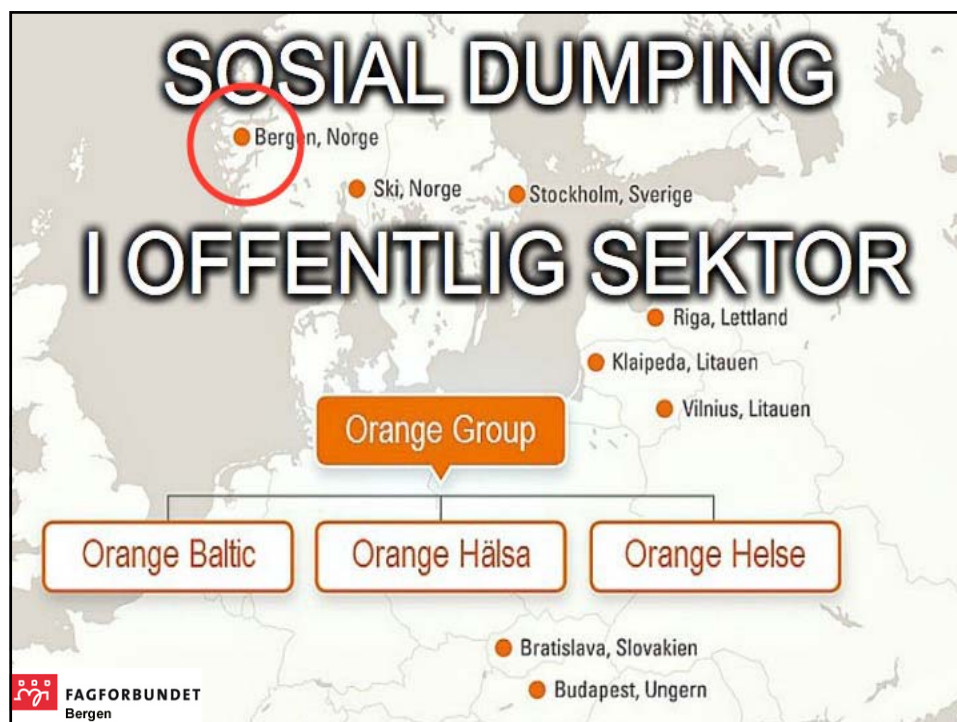 SOSIAL DUMPING
Bergen, Norge
Ski, Norge
Stockholm, Sverige
I OFFENTLIG SEKTOR
Riga, Lettland
Klaipeda, Litauen
Vilnius, Litauen
Orange Group
Orange Baltic
Orange Hälsa
Orange Helse
Bratislava, Slovakien
Budapest, Ungern
FAGFORBUNDET
Bergen